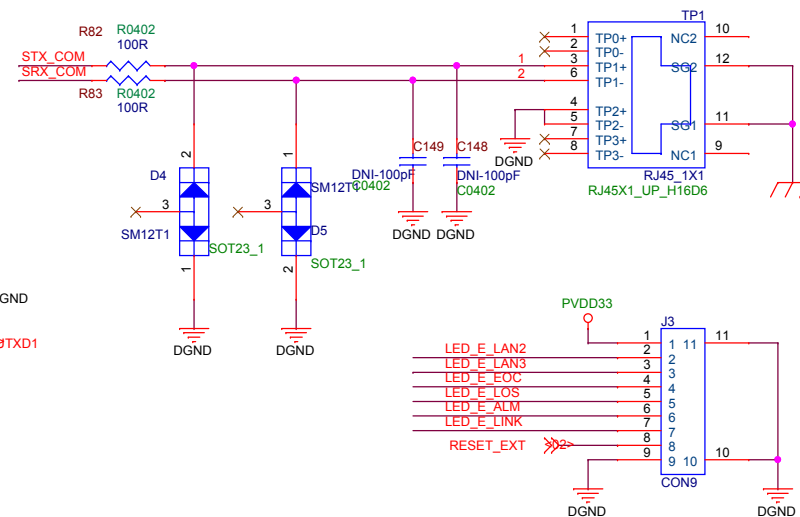 TP1
R82 R0402
100R
STX_COM
SRX_COM
R83 R0402
100R
1
2
1 TP0+
2 TP0-
3 TP1+
6 TP1-
4 TP2+
5 TP2-
7 TP3+
8 TP3-
NC2 10
SG2 12
SG1 11
NC1 9
RJ45_1X1
RJ45X1_UP_H16D6
DGND
C149
DNI-100pF
C0402
C148
DNI-100pF
C0402
DGND DGND
D4
2
3
1
SM12T1
SOT23_1
DGND
1
SM12T1
3
D5
2
SOT23_1
DGND
GND
TXD1
PVDD33
J3
1 1 11 11
LED_E_LAN2 2 2
LED_E_LAN3 3 3
LED_E_EOC 4 4
LED_E_LOS 5 5
LED_E_ALM 6 6
LED_E_LINK 7 7
RESET_EXT <02> 8 8
9 9 10 10
CON9
DGND
DGND